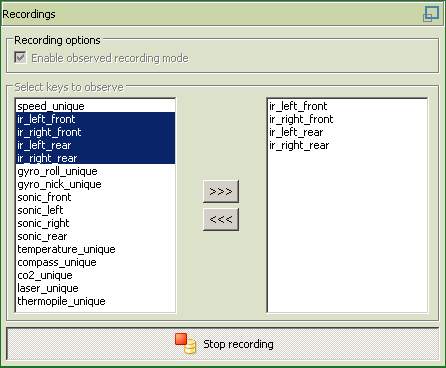 Recordings
Recording options
Enable observed recording mode
Select keys to observe
speed_unique
ir_left_front
ir_right_front
ir_left_rear
ir_right_rear
gyro_roll_unique
gyro_nick_unique
sonic_front
sonic_left
sonic_right
sonic_rear
temperature_unique
compass_unique
co2_unique
laser_unique
thermopile_unique
>>>
<<<
ir_left_front
ir_right_front
ir_left_rear
ir_right_rear
Stop recording